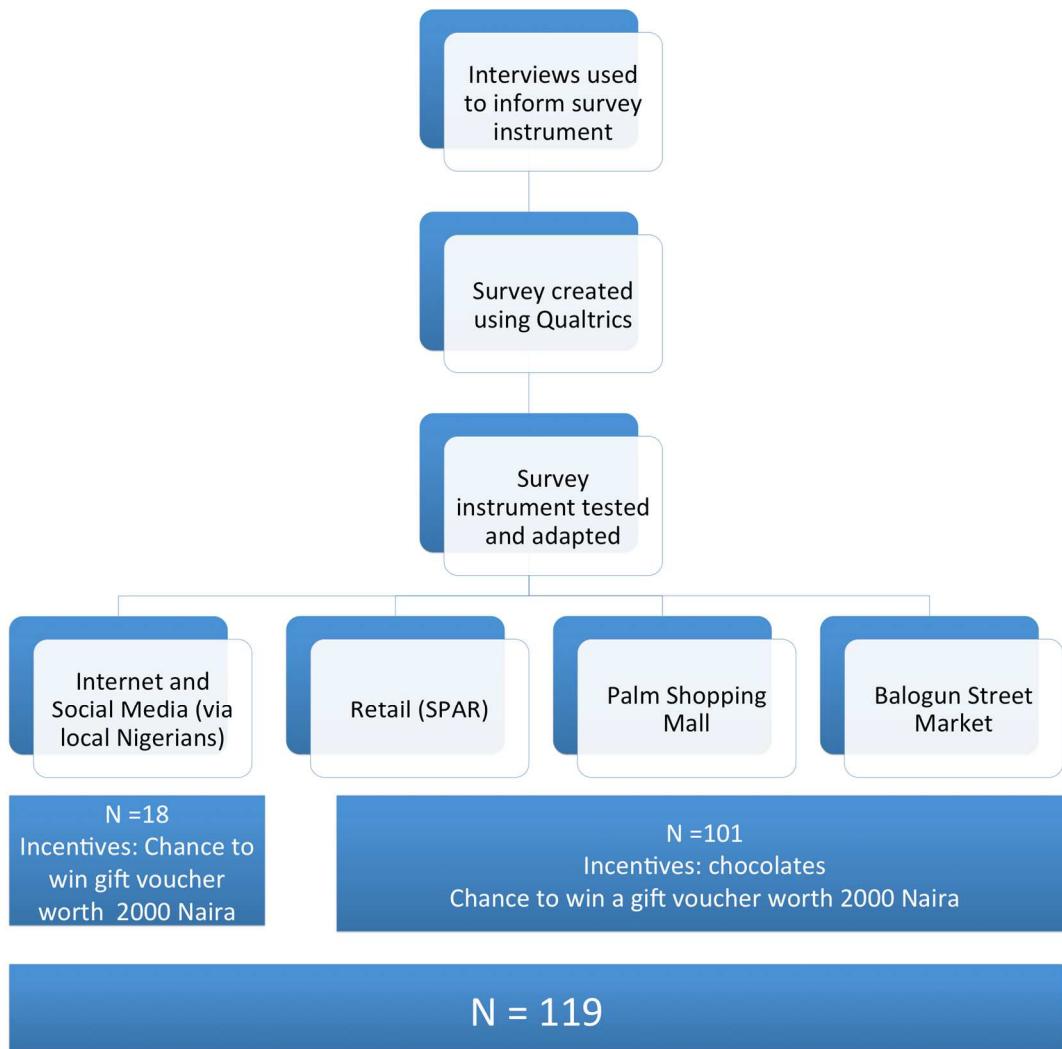 Interviews used
to inform survey
instrument
Survey created
using Qualtrics
Survey
instrument tested
and adapted
Internet and
Social Media (via
local Nigerians)
Retail (SPAR)
Palm Shopping
Mall
Balogun Street
Market
N =18
Incentives: Chance to
win gift voucher
worth  2000 Naira
N =101
Incentives: chocolates
Chance to win a gift voucher worth 2000 Naira
N = 119